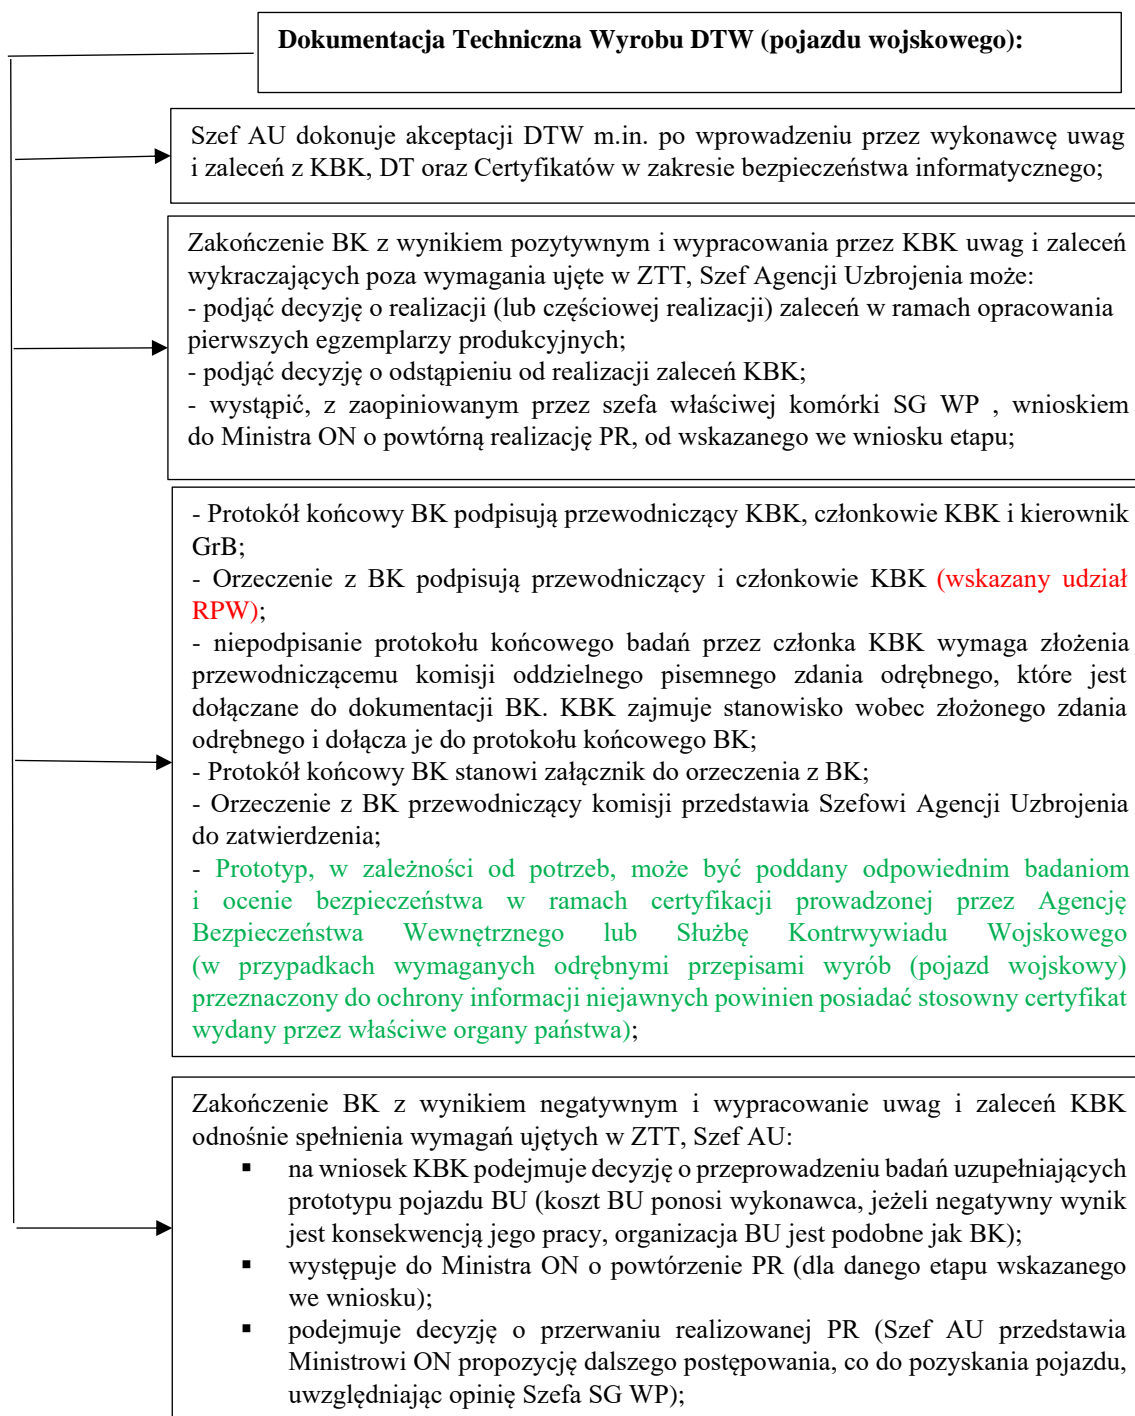 Dokumentacja Techniczna Wyrobu DTW (pojazdu wojskowego):
Szef AU dokonuje akceptacji DTW m.in. po wprowadzeniu przez wykonawcę uwag
i zaleceń z KBK, DT oraz Certyfikatów w zakresie bezpieczeństwa informatycznego;
Zakończenie BK z wynikiem pozytywnym i wypracowania przez KBK uwag i zaleceń
wykraczających poza wymagania ujęte w ZTT, Szef Agencji Uzbrojenia może:
- podjąć decyzję o realizacji (lub częściowej realizacji) zaleceń w ramach opracowania
pierwszych egzemplarzy produkcyjnych;
- podjąć decyzję o odstąpieniu od realizacji zaleceń KBK;
- wystąpić, z zaopiniowanym przez szefa właściwej komórki SG WP , wnioskiem
do Ministra ON o powtórną realizację PR, od wskazanego we wniosku etapu;
- Protokół końcowy BK podpisują przewodniczący KBK, członkowie KBK i kierownik
GrB;
- Orzeczenie z BK podpisują przewodniczący i członkowie KBK (wskazany udział
RPW);
- niepodpisanie protokołu końcowego badań przez członka KBK wymaga złożenia
przewodniczącemu komisji oddzielnego pisemnego zdania odrębnego, które jest
dołączane do dokumentacji BK. KBK zajmuje stanowisko wobec złożonego zdania
odrębnego i dołącza je do protokołu końcowego BK;
- Protokół końcowy BK stanowi załącznik do orzeczenia z BK;
- Orzeczenie z BK przewodniczący komisji przedstawia Szefowi Agencji Uzbrojenia
do zatwierdzenia;
- Prototyp, w zależności od potrzeb, może być poddany odpowiednim badaniom
i ocenie bezpieczeństwa w ramach certyfikacji prowadzonej przez Agencję
Bezpieczeństwa Wewnętrznego lub Służbę Kontrwywiadu Wojskowego
(w przypadkach wymaganych odrębnymi przepisami wyrób (pojazd wojskowy)
przeznaczony do ochrony informacji niejawnych powinien posiadać stosowny certyfikat
wydany przez właściwe organy państwa);
Zakończenie BK z wynikiem negatywnym i wypracowanie uwag i zaleceń KBK
odnośnie spełnienia wymagań ujętych w ZTT, Szef AU:
▪ na wniosek KBK podejmuje decyzję o przeprowadzeniu badań uzupełniających
prototypu pojazdu BU (koszt BU ponosi wykonawca, jeżeli negatywny wynik
jest konsekwencją jego pracy, organizacja BU jest podobne jak BK);
▪ występuje do Ministra ON o powtórzenie PR (dla danego etapu wskazanego
we wniosku);
▪ podejmuje decyzję o przerwaniu realizowanej PR (Szef AU przedstawia
Ministrowi ON propozycję dalszego postępowania, co do pozyskania pojazdu,
uwzględniając opinię Szefa SG WP);